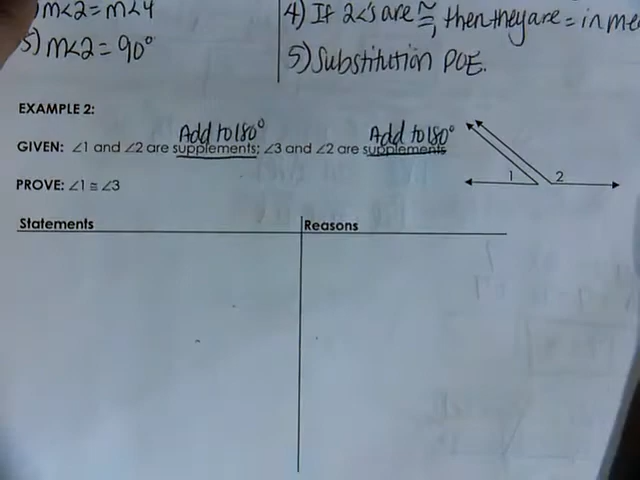 m<2 = m<4
4) If 2<'s are ≅, then they are = in me
5) m<2 = 90°
5) Substitution POE.
EXAMPLE 2:
Add to 180° Add to 180°
GIVEN: ∠1 and ∠2 are supplements; ∠3 and ∠2 are supplements
1 2
PROVE: ∠1 ≅ ∠3
Statements Reasons